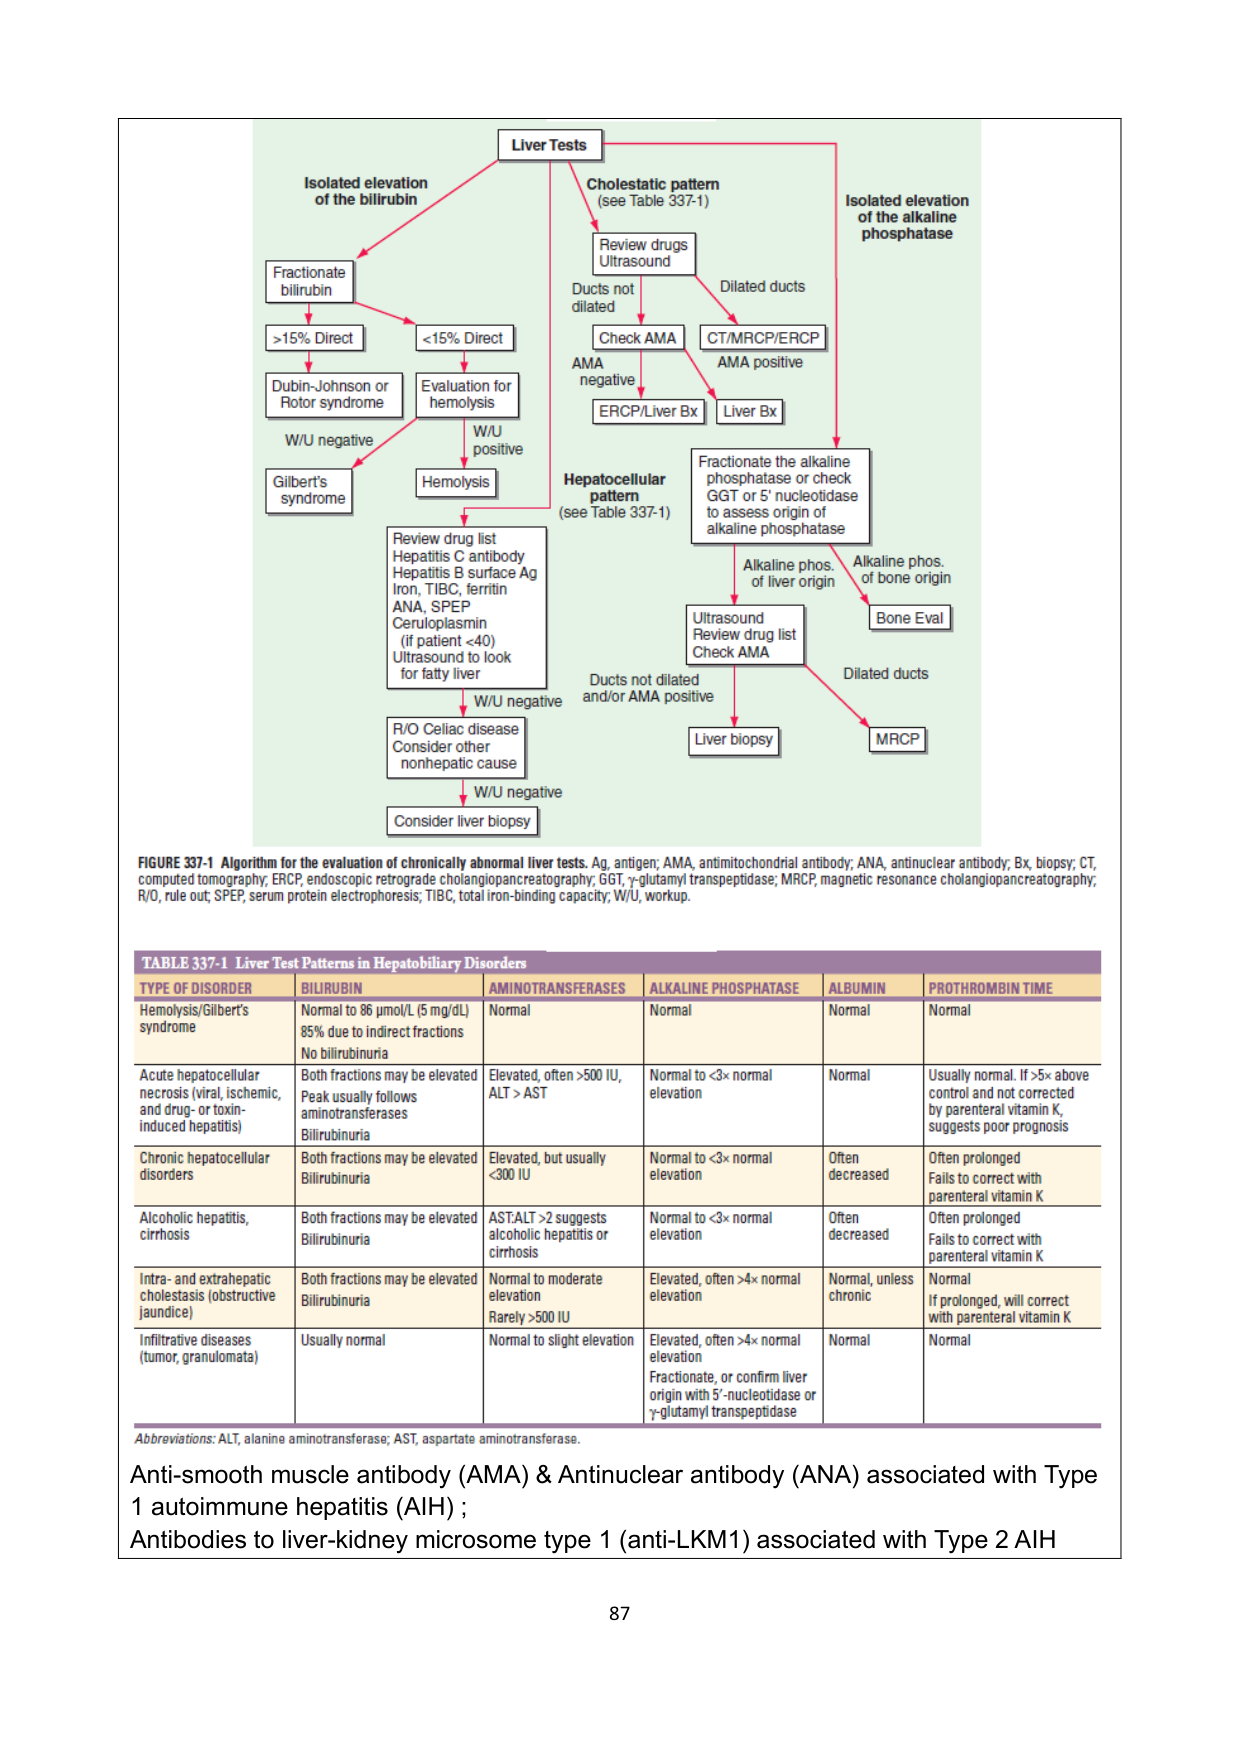 Liver Tests
Isolated elevation
of the bilirubin
Cholestatic pattern
(see Table 337-1)
Isolated elevation
of the alkaline
phosphatase
Review drugs
Ultrasound
Fractionate
bilirubin
Ducts not
dilated
Dilated ducts
>15% Direct
<15% Direct
Check AMA
CT/MRCP/ERCP
AMA
negative
AMA positive
Dubin-Johnson or
Rotor syndrome
Evaluation for
hemolysis
ERCP/Liver Bx
Liver Bx
W/U negative
W/U
positive
Gilbert's
syndrome
Hemolysis
Hepatocellular
pattern
(see Table 337-1)
Fractionate the alkaline
phosphatase or check
GGT or 5' nucleotidase
to assess origin of
alkaline phosphatase
Review drug list
Hepatitis C antibody
Hepatitis B surface Ag
Iron, TIBC, ferritin
ANA, SPEP
Ceruloplasmin
(if patient <40)
Ultrasound to look
for fatty liver
Alkaline phos.
of liver origin
Alkaline phos.
of bone origin
Ultrasound
Review drug list
Check AMA
Bone Eval
Ducts not dilated
and/or AMA positive
Dilated ducts
W/U negative
R/O Celiac disease
Consider other
nonhepatic cause
Liver biopsy
MRCP
W/U negative
Consider liver biopsy
FIGURE 337-1 Algorithm for the evaluation of chronically abnormal liver tests. Ag, antigen; AMA, antimitochondrial antibody; ANA, antinuclear antibody; Bx, biopsy; CT,
computed tomography; ERCP, endoscopic retrograde cholangiopancreatography; GGT, γ-glutamyl transpeptidase; MRCP, magnetic resonance cholangiopancreatography;
R/O, rule out; SPEP, serum protein electrophoresis; TIBC, total iron-binding capacity; W/U, workup.
TABLE 337-1 Liver Test Patterns in Hepatobiliary Disorders
TYPE OF DISORDER BILIRUBIN AMINOTRANSFERASES ALKALINE PHOSPHATASE ALBUMIN PROTHROMBIN TIME
Hemolysis/Gilbert's
syndrome
Normal to 86 μmol/L (5 mg/dL)
85% due to indirect fractions
No bilirubinuria
Normal
Normal
Normal
Normal
Acute hepatocellular
necrosis (viral, ischemic,
and drug- or toxin-
induced hepatitis)
Both fractions may be elevated
Peak usually follows
aminotransferases
Bilirubinuria
Elevated, often >500 IU,
ALT > AST
Normal to <3× normal
elevation
Normal
Usually normal. If >5× above
control and not corrected
by parenteral vitamin K,
suggests poor prognosis
Chronic hepatocellular
disorders
Both fractions may be elevated
Bilirubinuria
Elevated, but usually
<300 IU
Normal to <3× normal
elevation
Often
decreased
Often prolonged
Fails to correct with
parenteral vitamin K
Alcoholic hepatitis,
cirrhosis
Both fractions may be elevated
Bilirubinuria
AST:ALT >2 suggests
alcoholic hepatitis or
cirrhosis
Normal to <3× normal
elevation
Often
decreased
Often prolonged
Fails to correct with
parenteral vitamin K
Intra- and extrahepatic
cholestasis (obstructive
jaundice)
Both fractions may be elevated
Bilirubinuria
Normal to moderate
elevation
Rarely >500 IU
Elevated, often >4× normal
elevation
Normal, unless
chronic
Normal
If prolonged, will correct
with parenteral vitamin K
Infiltrative diseases
(tumor, granulomata)
Usually normal
Normal to slight elevation
Elevated, often >4× normal
elevation
Fractionate, or confirm liver
origin with 5′-nucleotidase or
γ-glutamyl transpeptidase
Normal
Normal
Abbreviations: ALT, alanine aminotransferase; AST, aspartate aminotransferase.
Anti-smooth muscle antibody (AMA) & Antinuclear antibody (ANA) associated with Type
1 autoimmune hepatitis (AIH) ;
Antibodies to liver-kidney microsome type 1 (anti-LKM1) associated with Type 2 AIH
87